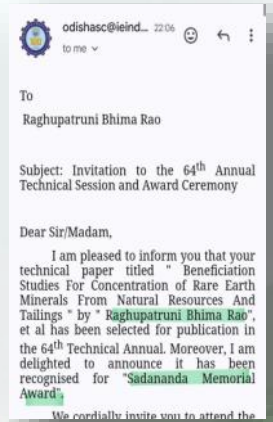 odishasc@ieind... 22:06
to me
To
Raghupatruni Bhima Rao
Subject: Invitation to the 64th Annual
Technical Session and Award Ceremony
Dear Sir/Madam,
I am pleased to inform you that your
technical paper titled " Beneficiation
Studies For Concentration of Rare Earth
Minerals From Natural Resources And
Tailings " by " Raghupatruni Bhima Rao",
et al has been selected for publication in
the 64th Technical Annual. Moreover, I am
delighted to announce it has been
recognised for "Sadananda Memorial
Award".
We cordially invite you to attend the